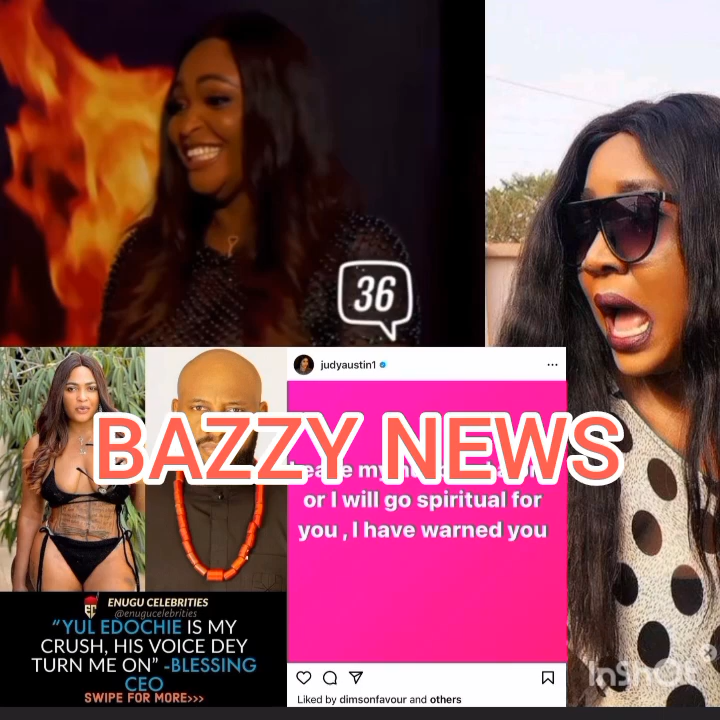 36
judyaustin1
...
BAZZY NEWS
or I will go spiritual for
you , I have warned you
ENUGU CELEBRITIES
@enugucelebrities
"YUL EDOCHIE IS MY
CRUSH, HIS VOICE DEY
TURN ME ON" -BLESSING
CEO
SWIPE FOR MORE>>>
Liked by dimsonfavour and others
InShOt